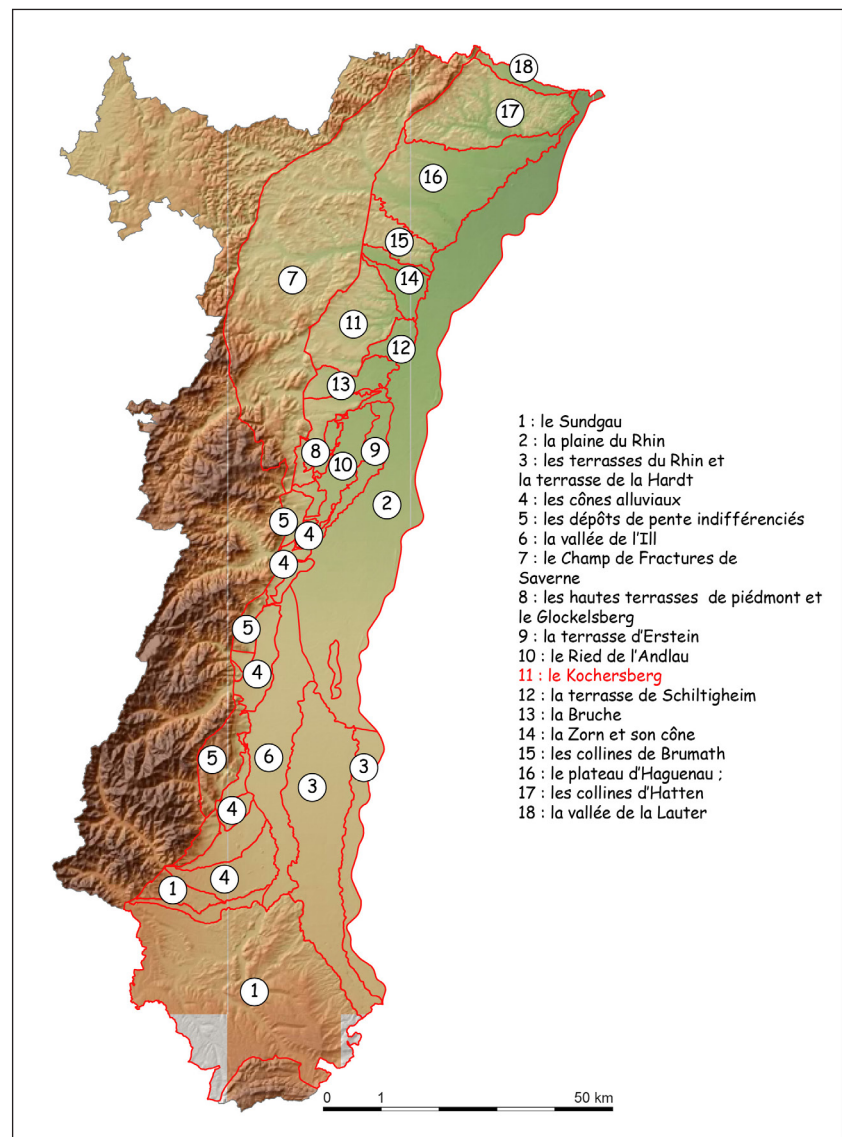 18
17
16
15
7
14
11
12
13
8
9
10
2
5
4
4
5
4
6
5
3
3
4
4
1
1
1 : le Sundgau
2 : la plaine du Rhin
3 : les terrasses du Rhin et
la terrasse de la Hardt
4 : les cônes alluviaux
5 : les dépôts de pente indifférenciés
6 : la vallée de l'Ill
7 : le Champ de Fractures de
Saverne
8 : les hautes terrasses de piédmont et
le Glockelsberg
9 : la terrasse d'Erstein
10 : le Ried de l'Andlau
11 : le Kochersberg
12 : la terrasse de Schiltigheim
13 : la Bruche
14 : la Zorn et son cône
15 : les collines de Brumath
16 : le plateau d'Haguenau ;
17 : les collines d'Hatten
18 : la vallée de la Lauter
0 1 50 km